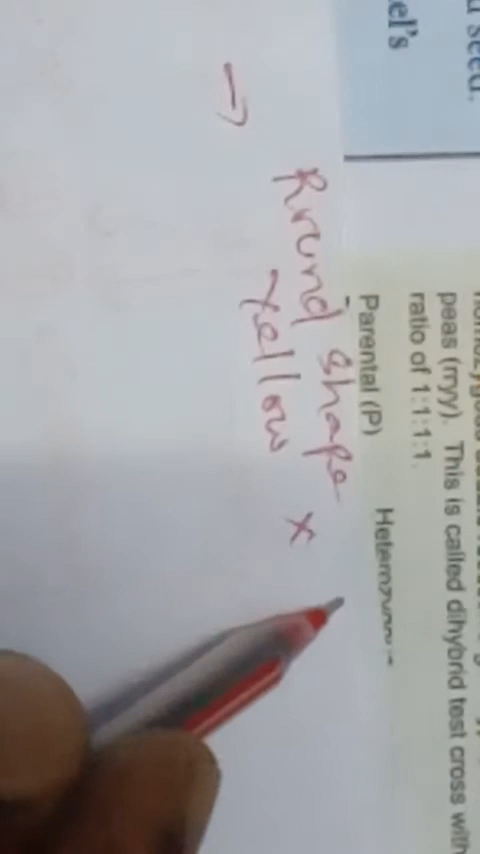 u seed.
el's
peas (rryy). This is called dihybrid test cross with
ratio of 1:1:1:1.
Parental (P)
→ Rround shape
Yellow ×